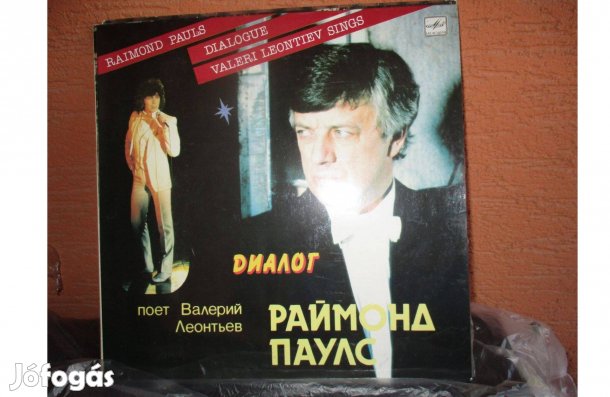 RAIMOND PAULS
DIALOGUE
VALERI LEONTIEV SINGS
ДИАЛОГ
поет Валерий
Леонтьев
РАЙМОНД
ПАУЛС
Jófogás